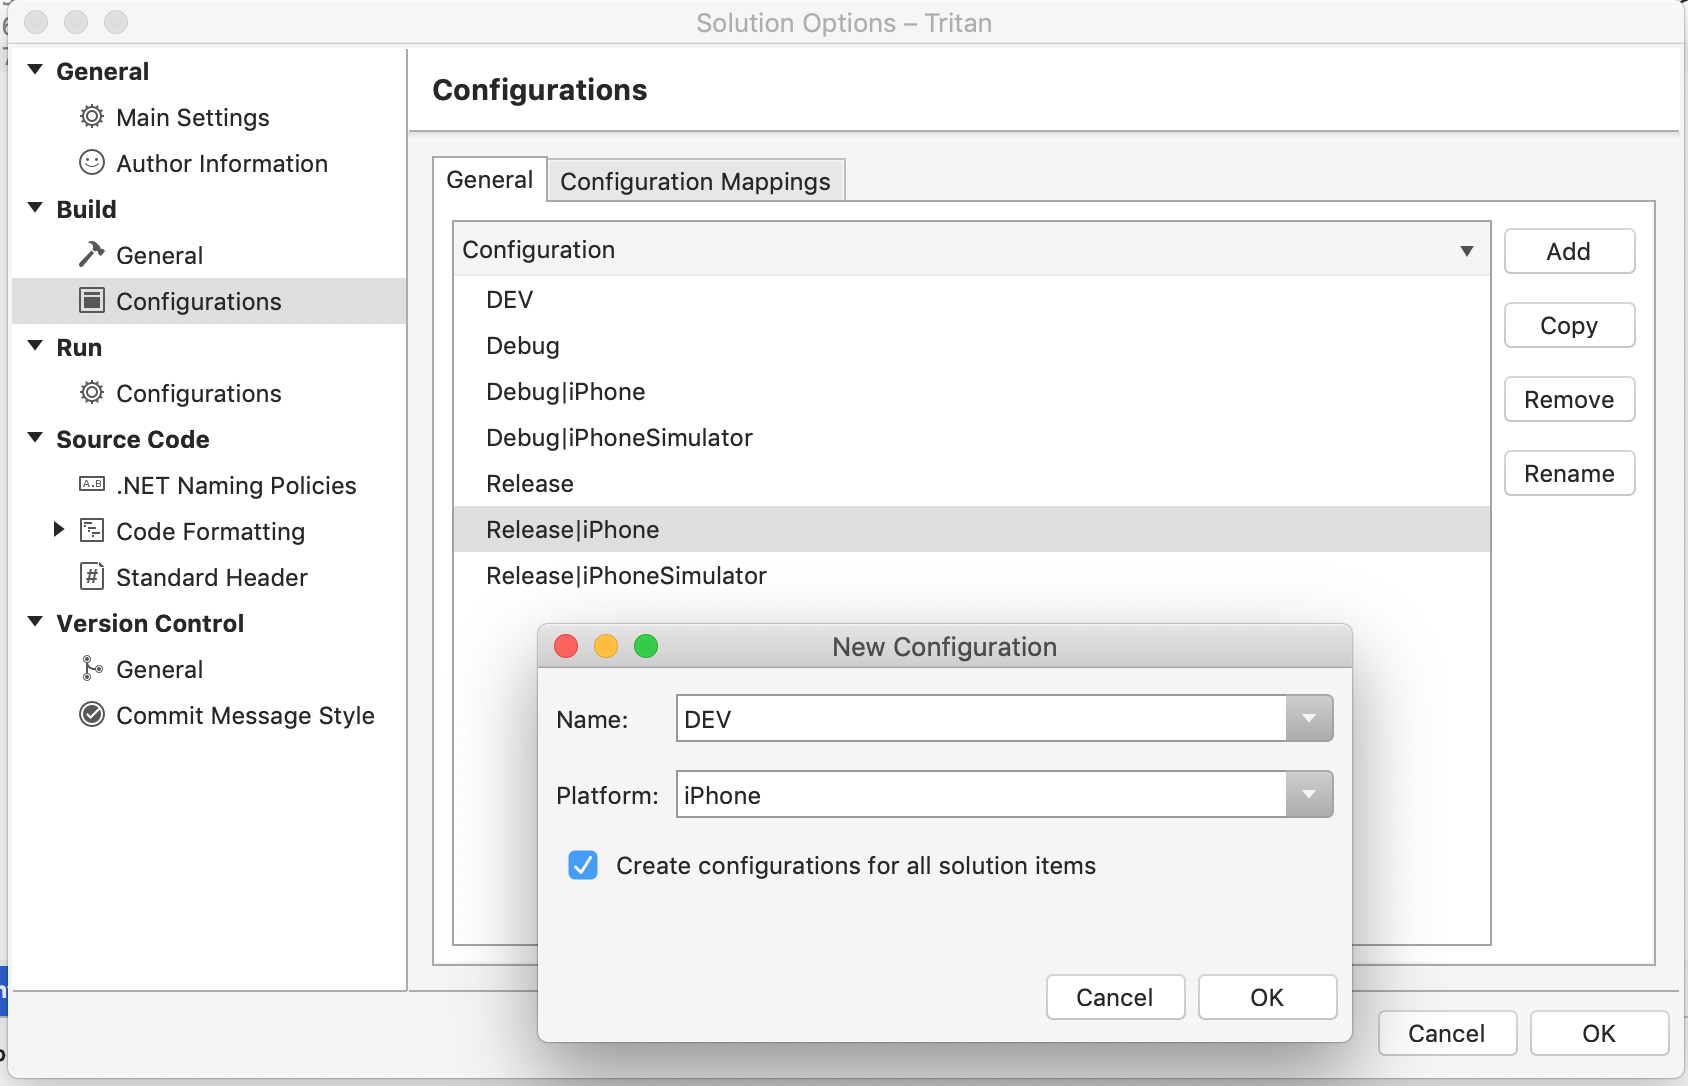 Solution Options – Tritan
General
Main Settings
Author Information
Build
General
Configurations
Run
Configurations
Source Code
.NET Naming Policies
Code Formatting
Standard Header
Version Control
General
Commit Message Style
Configurations
General
Configuration Mappings
Configuration
DEV
Debug
Debug|iPhone
Debug|iPhoneSimulator
Release
Release|iPhone
Release|iPhoneSimulator
Add
Copy
Remove
Rename
New Configuration
Name:
DEV
Platform:
iPhone
Create configurations for all solution items
Cancel
OK
Cancel
OK